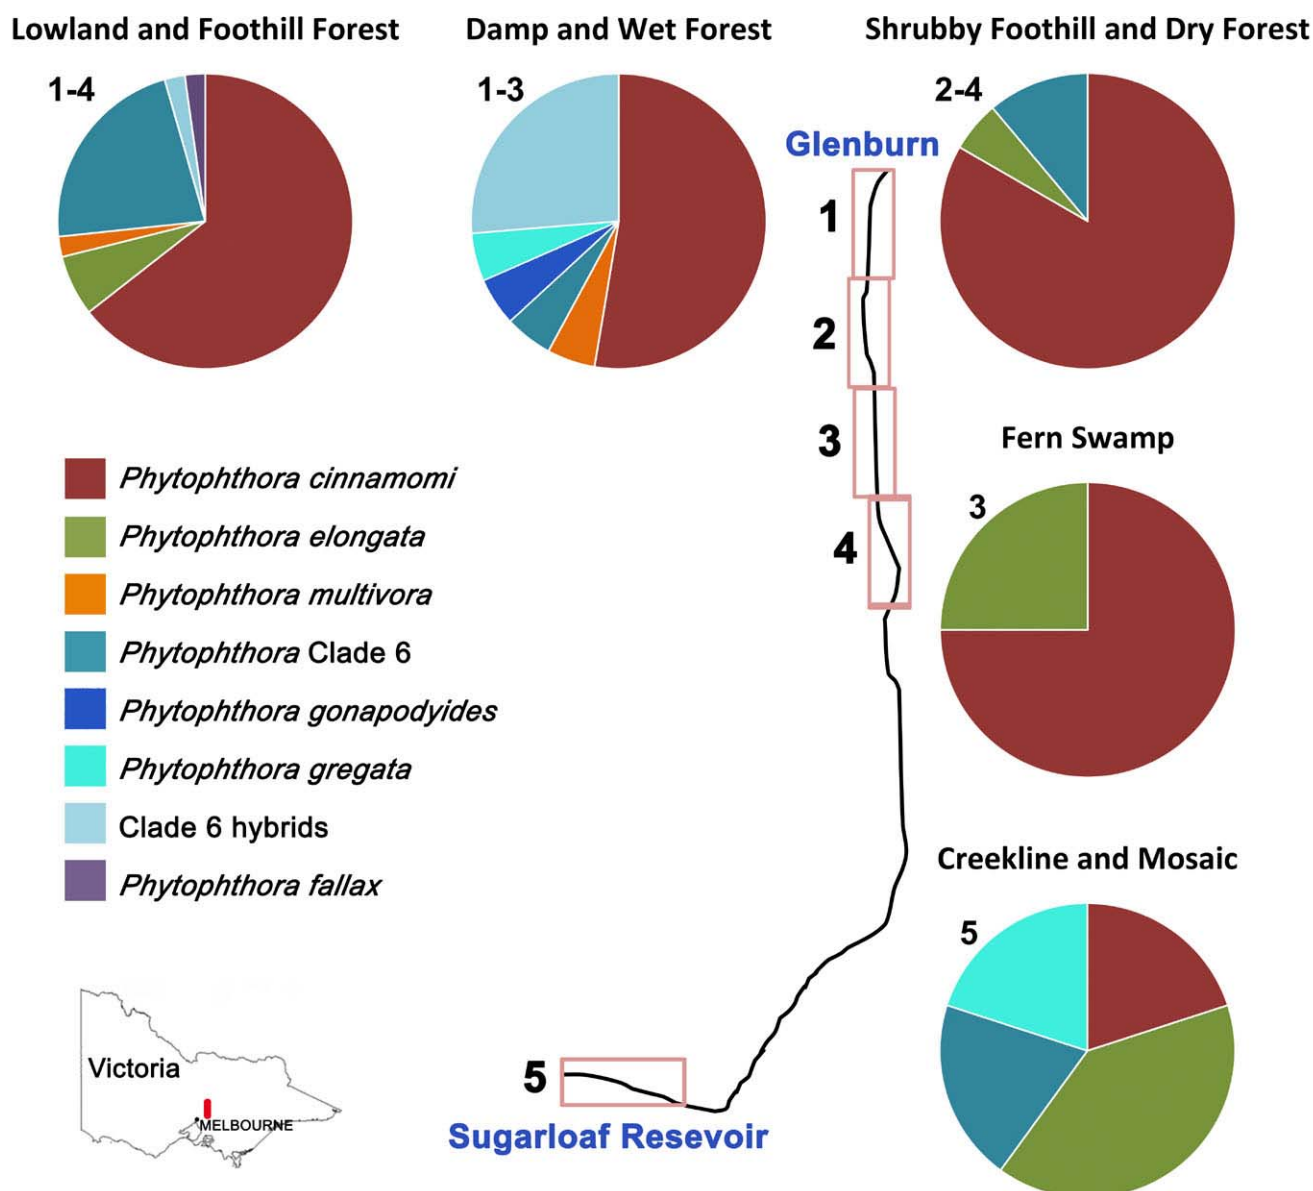 Lowland and Foothill Forest
1-4
Damp and Wet Forest
1-3
Shrubby Foothill and Dry Forest
2-4
Glenburn
1
2
3
4
Fern Swamp
3
Phytophthora cinnamomi
Phytophthora elongata
Phytophthora multivora
Phytophthora Clade 6
Phytophthora gonapodyides
Phytophthora gregata
Clade 6 hybrids
Phytophthora fallax
Creekline and Mosaic
5
Victoria
MELBOURNE
5
Sugarloaf Resevoir